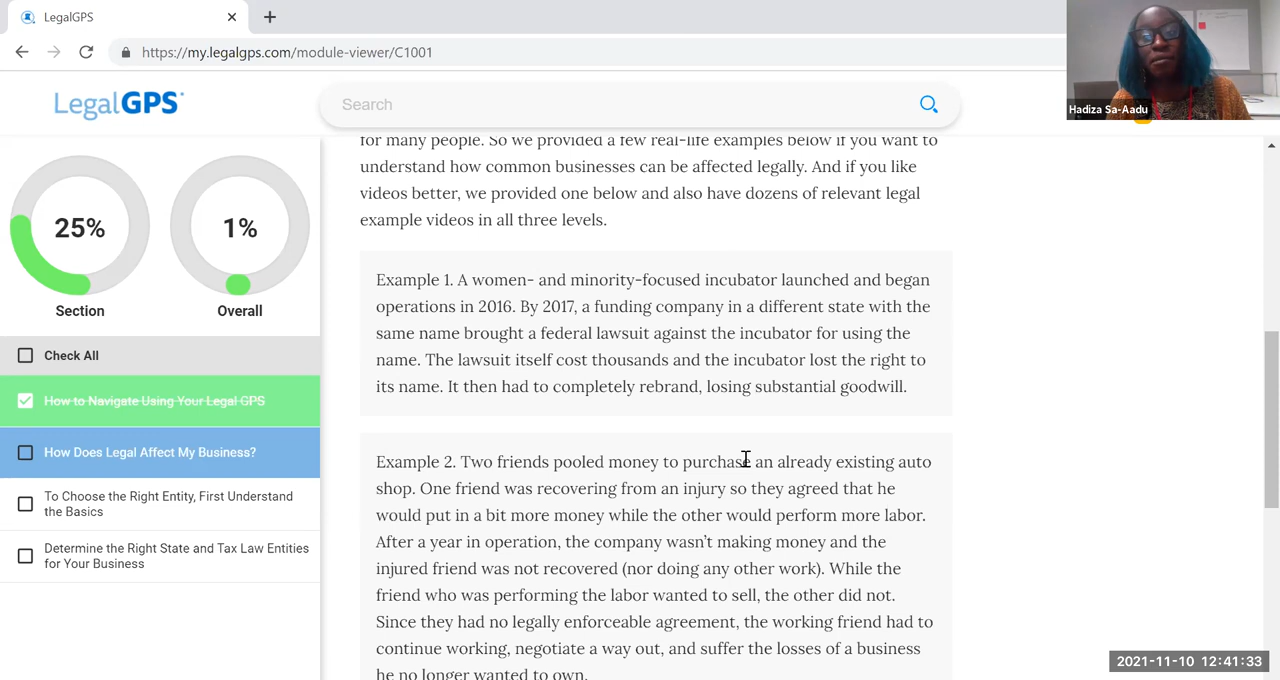 LegalGPS
https://my.legalgps.com/module-viewer/C1001
Hadiza Sa-Aadu
LegalGPS
Search
25%
1%
Section
Overall
Check All
How to Navigate Using Your Legal GPS
How Does Legal Affect My Business?
To Choose the Right Entity, First Understand
the Basics
Determine the Right State and Tax Law Entities
for Your Business
for many people. So we provided a few real-life examples below if you want to
understand how common businesses can be affected legally. And if you like
videos better, we provided one below and also have dozens of relevant legal
example videos in all three levels.
Example 1. A women- and minority-focused incubator launched and began
operations in 2016. By 2017, a funding company in a different state with the
same name brought a federal lawsuit against the incubator for using the
name. The lawsuit itself cost thousands and the incubator lost the right to
its name. It then had to completely rebrand, losing substantial goodwill.
Example 2. Two friends pooled money to purchase an already existing auto
shop. One friend was recovering from an injury so they agreed that he
would put in a bit more money while the other would perform more labor.
After a year in operation, the company wasn't making money and the
injured friend was not recovered (nor doing any other work). While the
friend who was performing the labor wanted to sell, the other did not.
Since they had no legally enforceable agreement, the working friend had to
continue working, negotiate a way out, and suffer the losses of a business
he no longer wanted to own.
2021-11-10 12:41:33